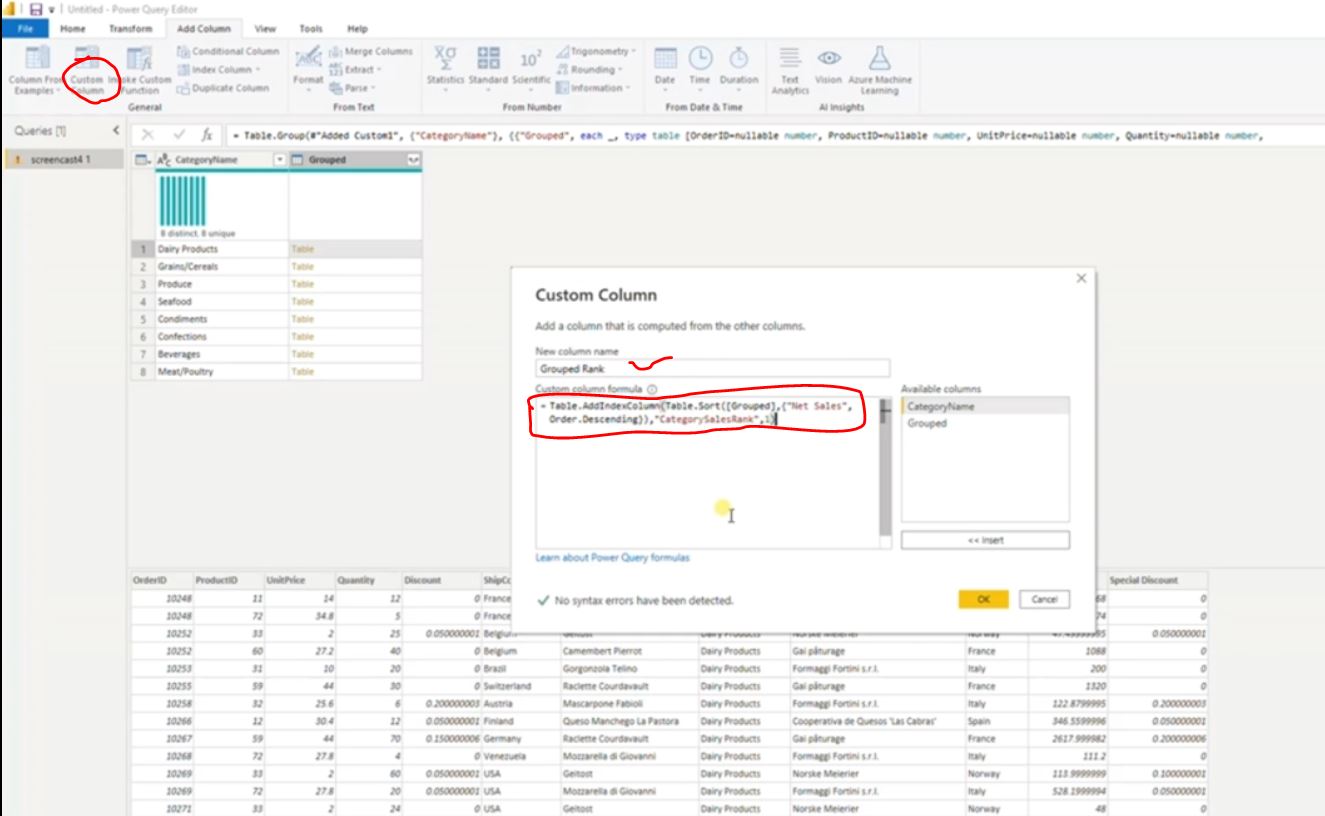 Untitled - Power Query Editor
File Home Transform Add Column View Tools Help
Column From Examples
Custom Column
Invoke Custom Function
Conditional Column
Index Column
Duplicate Column
General
Format
Merge Columns
Extract
Parse
From Text
Statistics Standard Scientific
Trigonometry
Rounding
Information
From Number
Date Time Duration
From Date & Time
Text Analytics
Vision
Azure Machine Learning
AI Insights
Queries [1]
screencast4 1
fx = Table.Group(#"Added Custom1", {"CategoryName"}, {{"Grouped", each _, type table [OrderID=nullable number, ProductID=nullable number, UnitPrice=nullable number, Quantity=nullable number,
CategoryName Grouped
8 distinct, 8 unique
1 Dairy Products Table
2 Grains/Cereals Table
3 Produce Table
4 Seafood Table
5 Condiments Table
6 Confections Table
7 Beverages Table
8 Meat/Poultry Table
Custom Column
Add a column that is computed from the other columns.
New column name
Grouped Rank
Custom column formula
= Table.AddIndexColumn(Table.Sort([Grouped],{"Net Sales",
Order.Descending}),"CategorySalesRank",1)
Available columns
CategoryName
Grouped
<< Insert
Learn about Power Query formulas
No syntax errors have been detected.
OK Cancel
OrderID ProductID UnitPrice Quantity Discount Special Discount
10248 11 14 12 0 France 0
10248 72 34.8 5 0 France 0
10252 33 2 25 0.050000001 Belgium Geitost Dairy Products Norske Meierier Norway 0.050000001
10252 60 27.2 40 0 Belgium Camembert Pierrot Dairy Products Gai pâturage France 1088 0
10253 31 10 20 0 Brazil Gorgonzola Telino Dairy Products Formaggi Fortini s.r.l. Italy 200 0
10255 59 44 30 0 Switzerland Raclette Courdavault Dairy Products Gai pâturage France 1320 0
10258 32 25.6 6 0.200000003 Austria Mascarpone Fabioli Dairy Products Formaggi Fortini s.r.l. Italy 122.8799995 0.200000003
10266 12 30.4 12 0.050000001 Finland Queso Manchego La Pastora Dairy Products Cooperativa de Quesos 'Las Cabras' Spain 346.5599996 0.050000001
10267 59 44 70 0.150000006 Germany Raclette Courdavault Dairy Products Gai pâturage France 2617.999982 0.200000006
10268 72 27.8 4 0 Venezuela Mozzarella di Giovanni Dairy Products Formaggi Fortini s.r.l. Italy 111.2 0
10269 33 2 60 0.050000001 USA Geitost Dairy Products Norske Meierier Norway 113.9999999 0.100000001
10269 72 27.8 20 0.050000001 USA Mozzarella di Giovanni Dairy Products Formaggi Fortini s.r.l. Italy 528.1999994 0.050000001
10271 33 2 24 0 USA Geitost Dairy Products Norske Meierier Norway 48 0